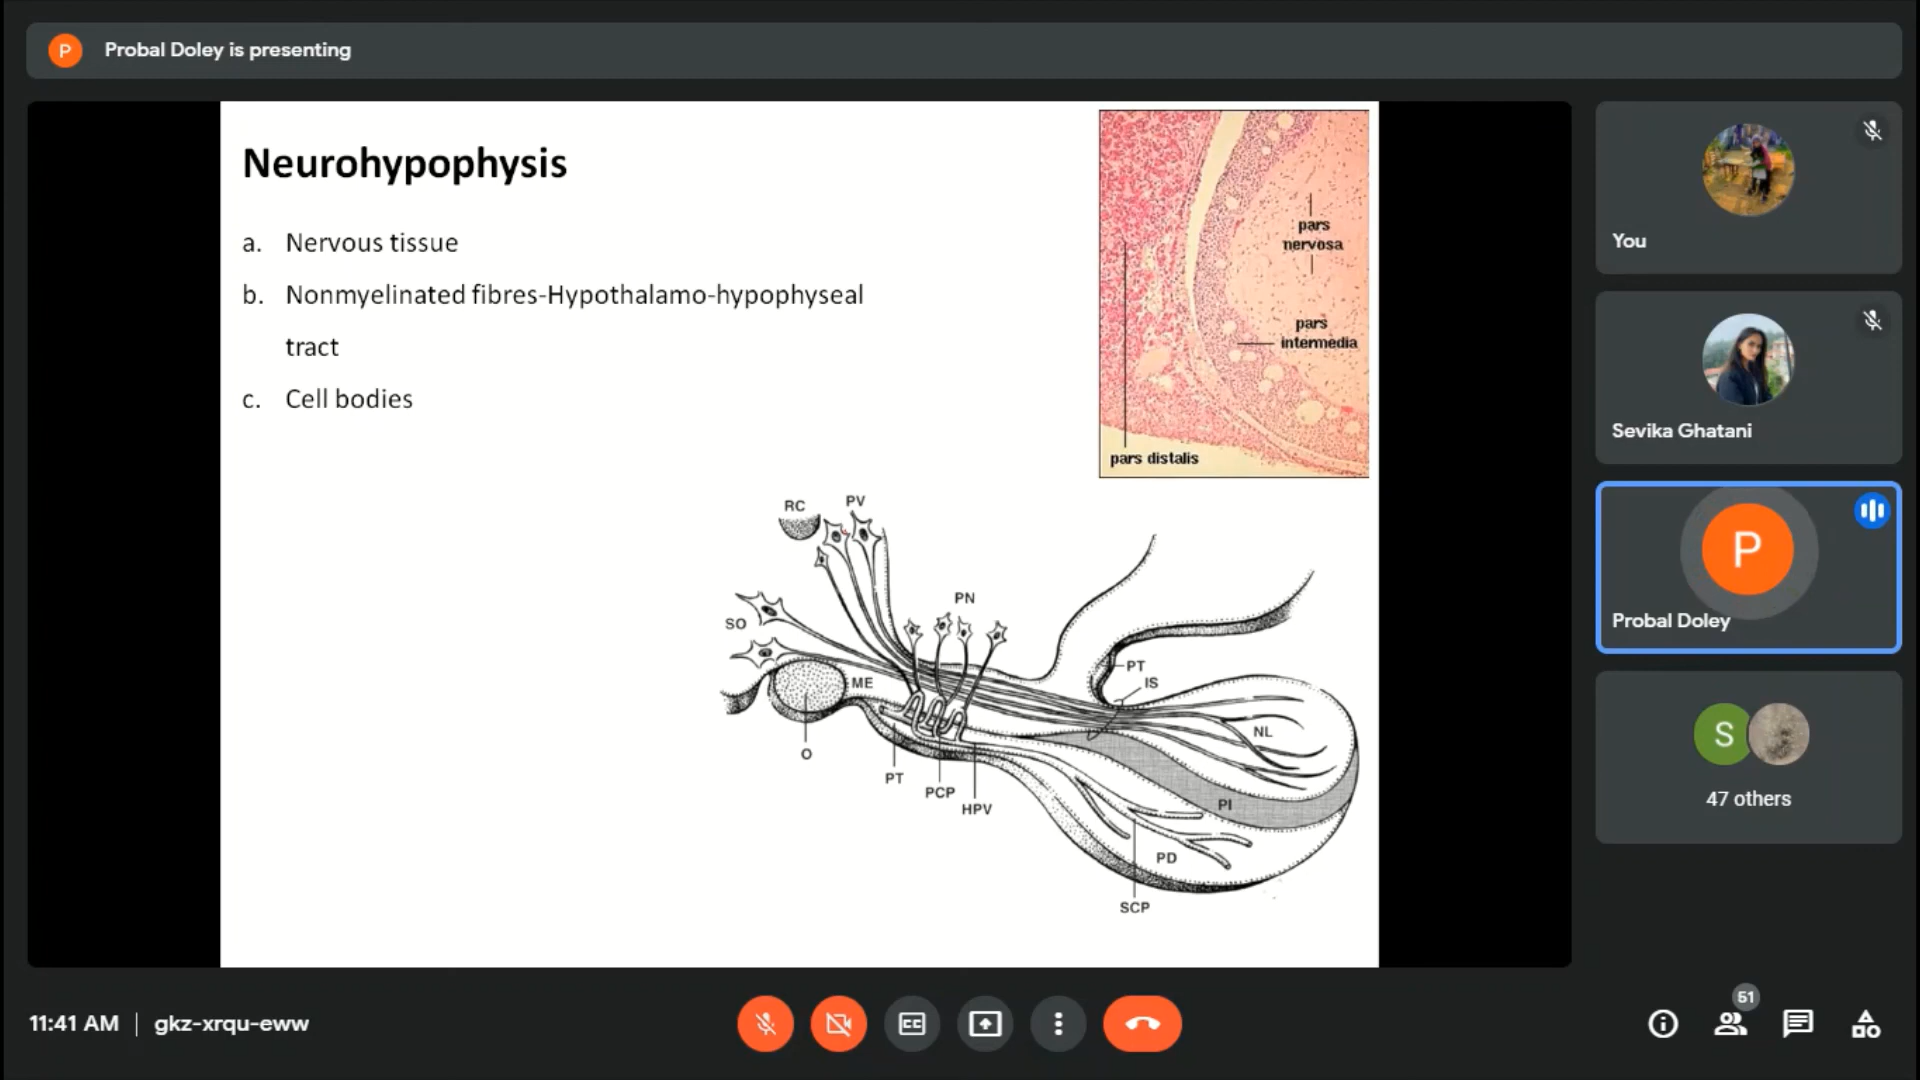 P
Probal Doley is presenting
Neurohypophysis
a. Nervous tissue
b. Nonmyelinated fibres-Hypothalamo-hypophyseal
tract
c. Cell bodies
pars
nervosa
pars
intermedia
pars distalis
RC
PV
PN
SO
ME
PT
IS
O
NL
PT
PCP
HPV
PI
PD
SCP
You
Sevika Ghatani
P
Probal Doley
S
47 others
11:41 AM | gkz-xrqu-eww
CC
51